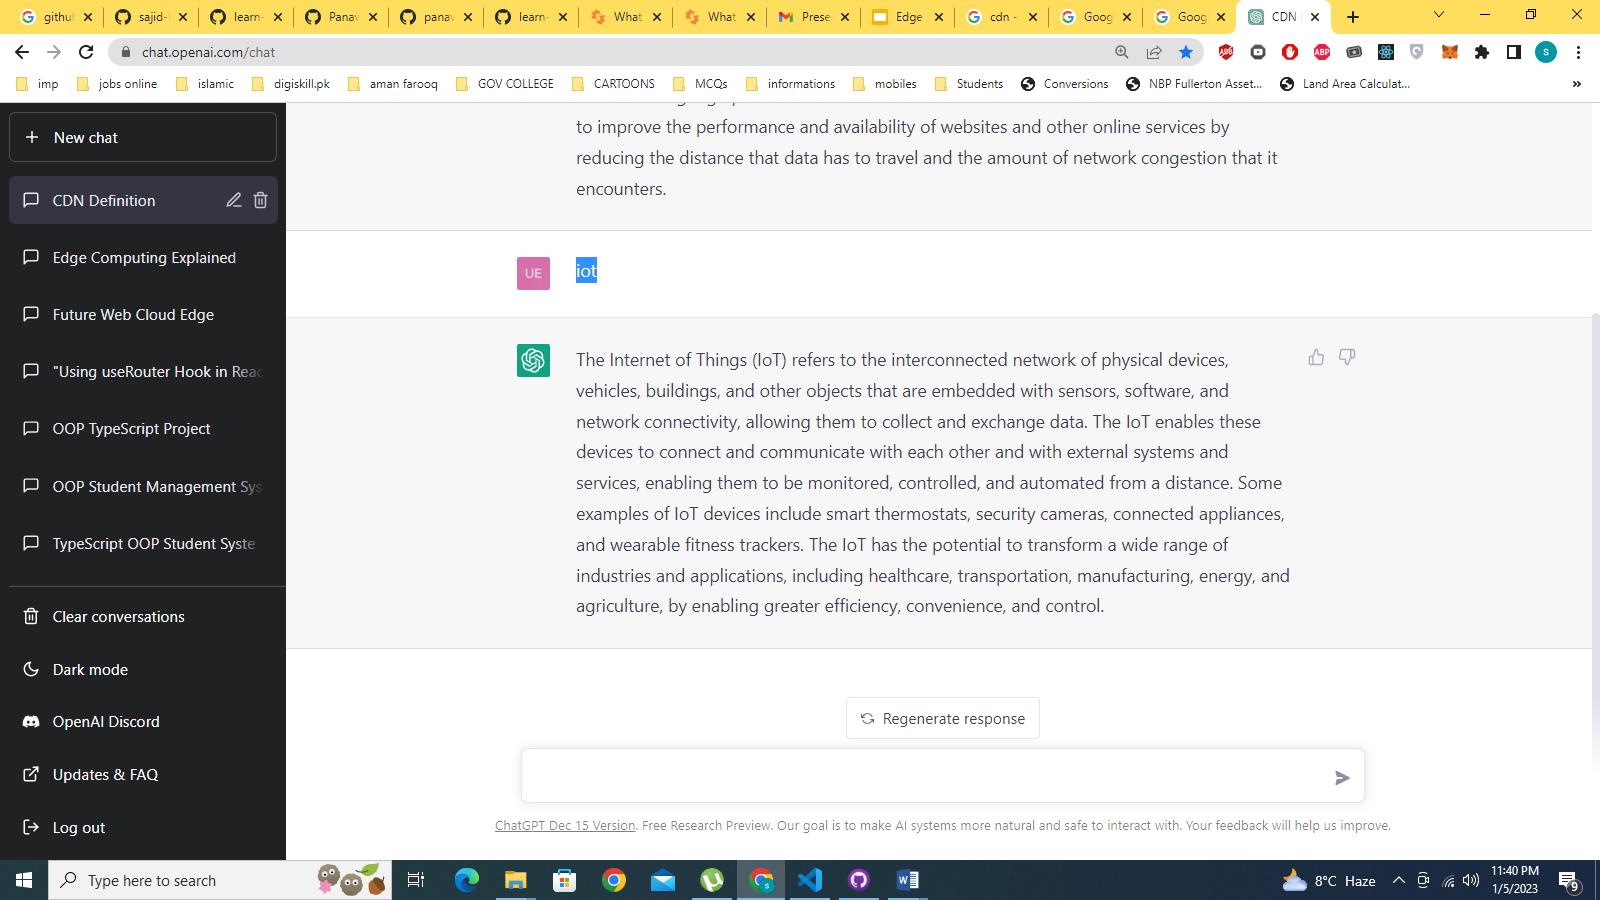 githu
sajid-
learn-
Panav
panav
learn-
What
What
Prese
Edge
cdn -
Goog
Goog
CDN
chat.openai.com/chat
imp
jobs online
islamic
digiskill.pk
aman farooq
GOV COLLEGE
CARTOONS
MCQs
informations
mobiles
Students
Conversions
NBP Fullerton Asset...
Land Area Calculat...
New chat
CDN Definition
Edge Computing Explained
Future Web Cloud Edge
"Using useRouter Hook in Reac
OOP TypeScript Project
OOP Student Management Sys
TypeScript OOP Student Syste
Clear conversations
Dark mode
OpenAI Discord
Updates & FAQ
Log out
to improve the performance and availability of websites and other online services by
reducing the distance that data has to travel and the amount of network congestion that it
encounters.
UE
iot
The Internet of Things (IoT) refers to the interconnected network of physical devices,
vehicles, buildings, and other objects that are embedded with sensors, software, and
network connectivity, allowing them to collect and exchange data. The IoT enables these
devices to connect and communicate with each other and with external systems and
services, enabling them to be monitored, controlled, and automated from a distance. Some
examples of IoT devices include smart thermostats, security cameras, connected appliances,
and wearable fitness trackers. The IoT has the potential to transform a wide range of
industries and applications, including healthcare, transportation, manufacturing, energy, and
agriculture, by enabling greater efficiency, convenience, and control.
Regenerate response
ChatGPT Dec 15 Version. Free Research Preview. Our goal is to make AI systems more natural and safe to interact with. Your feedback will help us improve.
Type here to search
8°C Haze
11:40 PM
1/5/2023
9